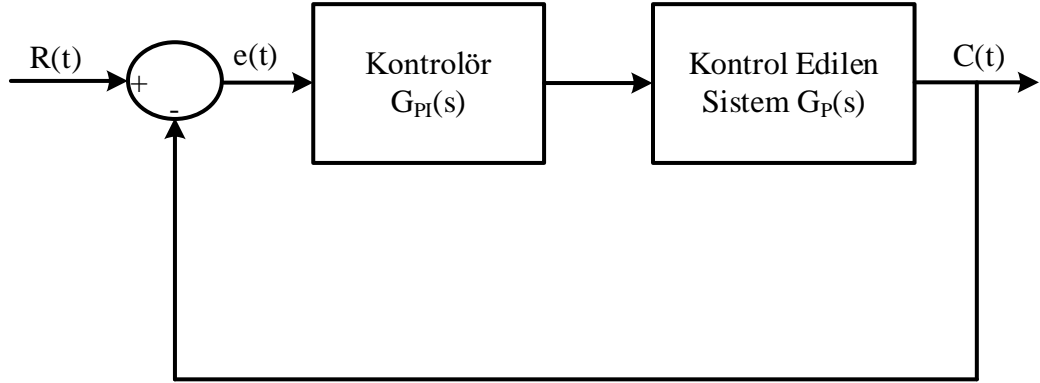 R(t)
+
-
e(t)
Kontrolör
G_PI(s)
Kontrol Edilen
Sistem G_P(s)
C(t)